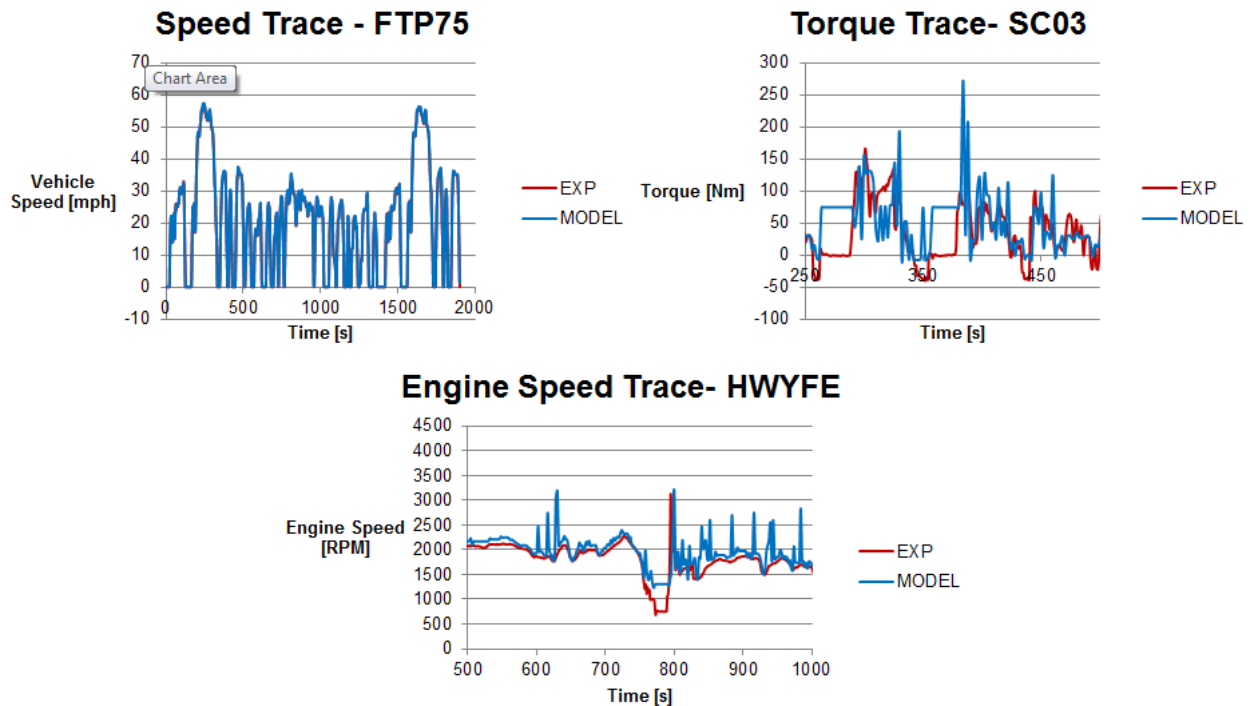 Speed Trace - FTP75
70
Chart Area
60
50
40
30
20
10
0
-10
Vehicle
Speed [mph]
0
500
1000
1500
2000
Time [s]
EXP
MODEL
Torque Trace- SC03
300
250
200
150
100
50
0
-50
-100
Torque [Nm]
250
350
450
Time [s]
EXP
MODEL
Engine Speed Trace- HWYFE
4500
4000
3500
3000
2500
2000
1500
1000
500
0
Engine Speed
[RPM]
500
600
700
800
900
1000
Time [s]
EXP
MODEL